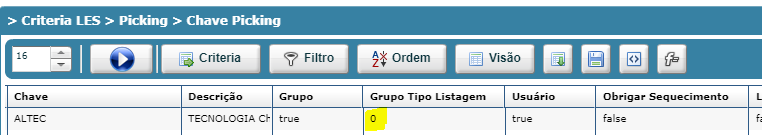 > Criteria LES > Picking > Chave Picking
16 Criteria Filtro Ordem Visão
Chave Descrição Grupo Grupo Tipo Listagem Usuário Obrigar Sequecimento L
ALTEC TECNOLOGIA CH true 0 true false fa